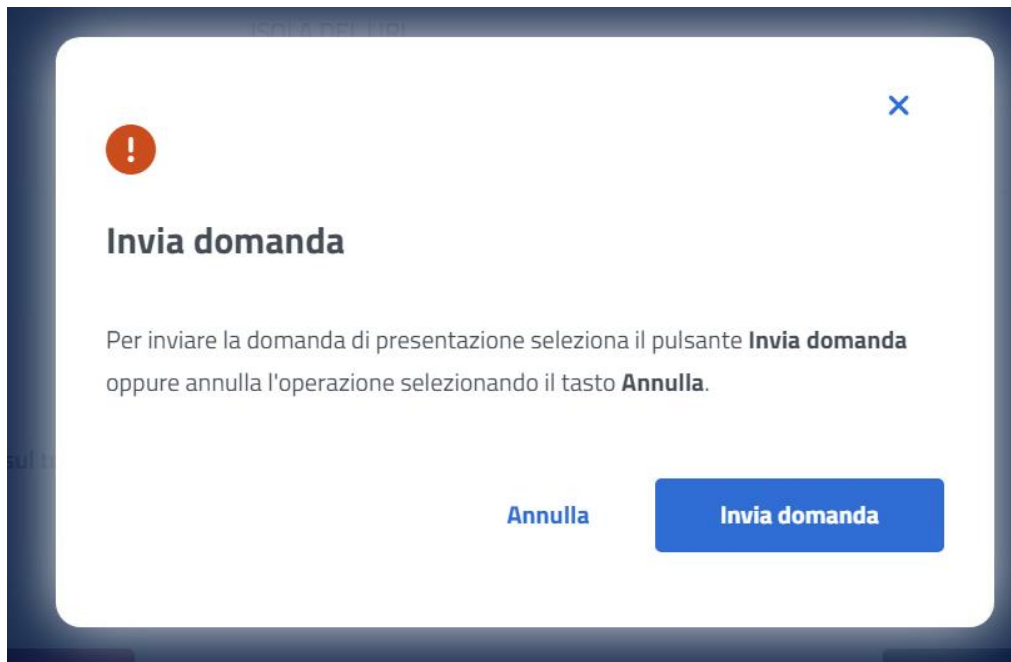 Invia domanda
Per inviare la domanda di presentazione seleziona il pulsante Invia domanda
oppure annulla l'operazione selezionando il tasto Annulla.
Annulla Invia domanda